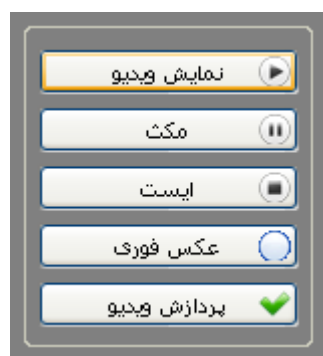 نمایش ویدیو
مکث
ایست
عکس فوری
پردازش ویدیو